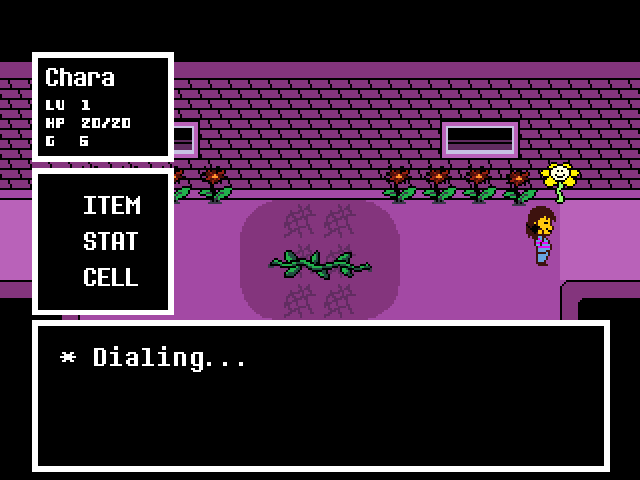 Chara
LV 1
HP 20/20
G 6
ITEM
STAT
CELL
* Dialing...